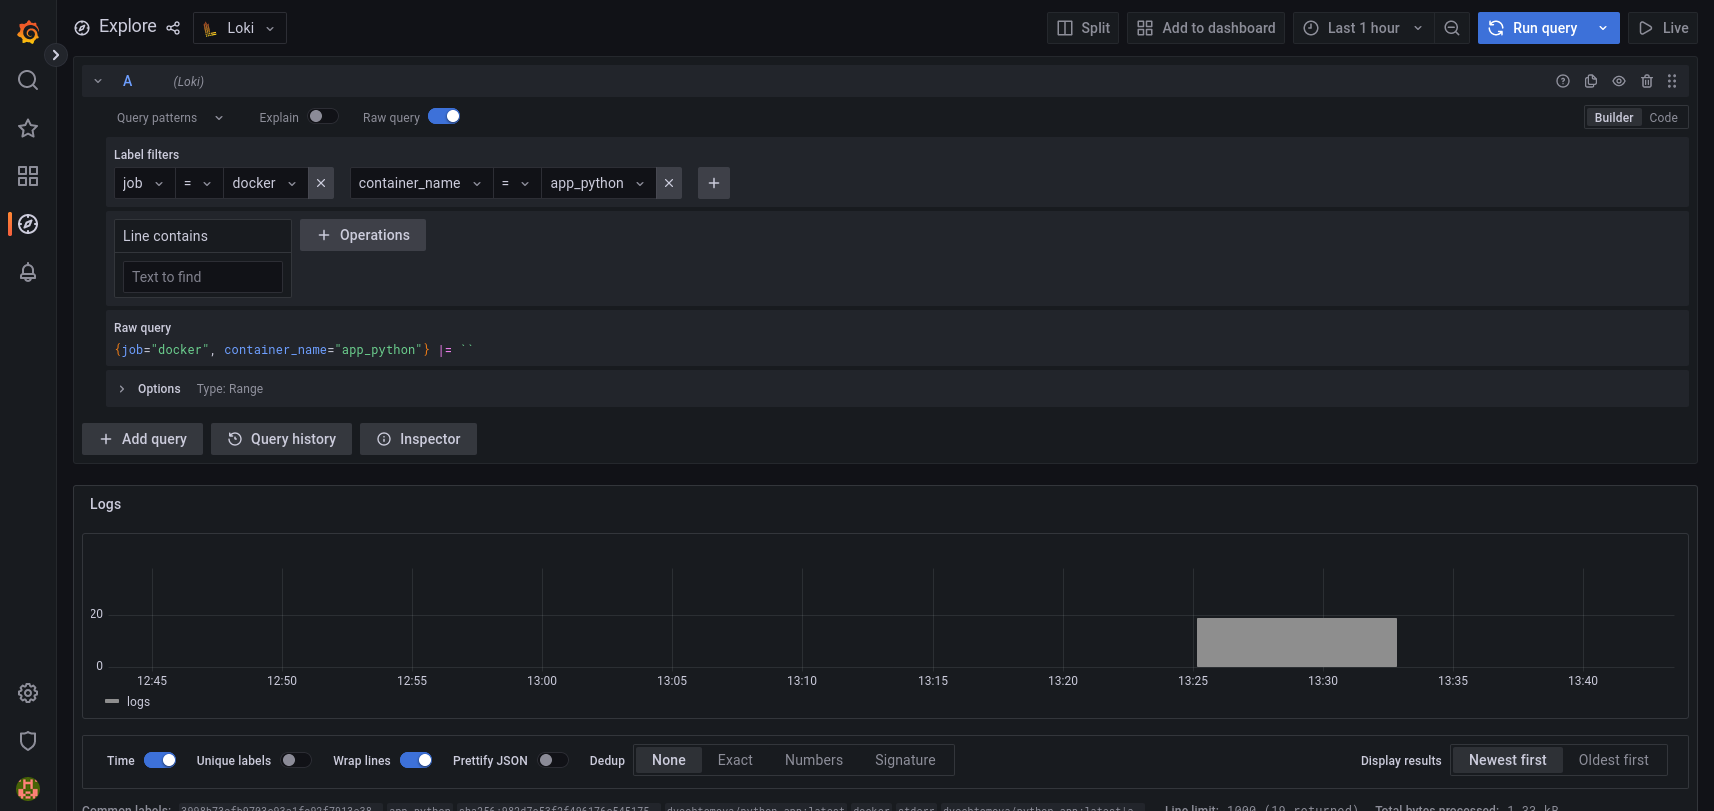 Explore Loki Split Add to dashboard Last 1 hour Run query Live
A (Loki)
Query patterns Explain Raw query Builder Code
Label filters
job = docker container_name = app_python
Line contains Operations
Text to find
Raw query
{job="docker", container_name="app_python"} |= ``
Options Type: Range
Add query Query history Inspector
Logs
20
0
12:45 12:50 12:55 13:00 13:05 13:10 13:15 13:20 13:25 13:30 13:35 13:40
logs
Time Unique labels Wrap lines Prettify JSON Dedup None Exact Numbers Signature Display results Newest first Oldest first
Common labels: app_python docker stderr Line limit: 1000 (19 returned) Total bytes processed: 1.33 kB